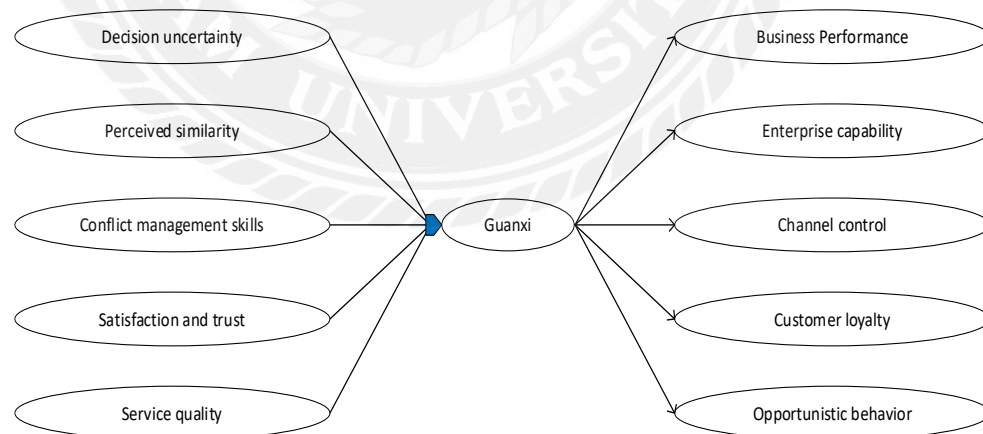 Decision uncertainty
Business Performance
Perceived similarity
Enterprise capability
Conflict management skills
Guanxi
Channel control
Satisfaction and trust
Customer loyalty
Service quality
Opportunistic behavior